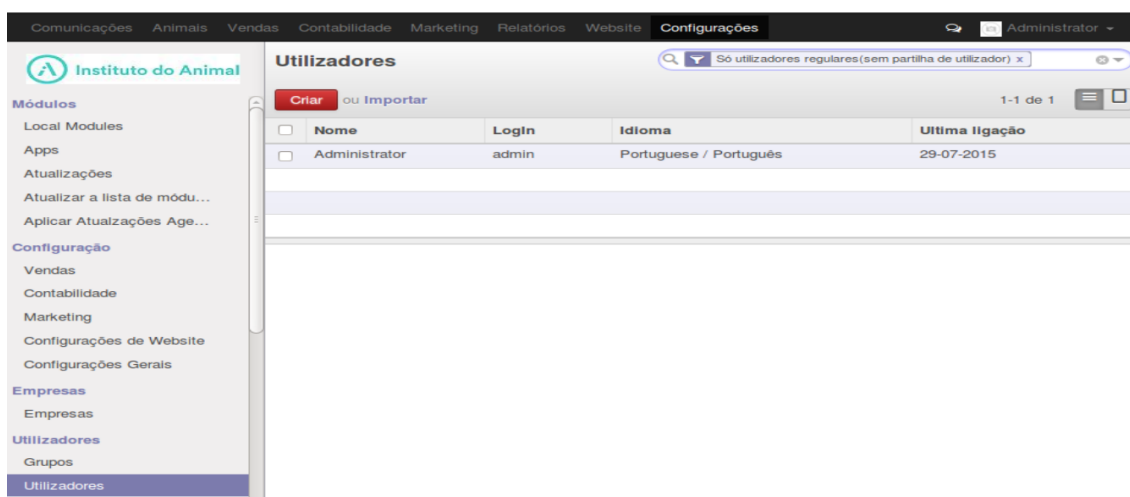 Comunicações Animais Vendas Contabilidade Marketing Relatórios Website Configurações Administrator
Instituto do Animal
Módulos
Local Modules
Apps
Atualizações
Atualizar a lista de módu...
Aplicar Atualzações Age...
Configuração
Vendas
Contabilidade
Marketing
Configurações de Website
Configurações Gerais
Empresas
Empresas
Utilizadores
Grupos
Utilizadores
Utilizadores
Só utilizadores regulares(sem partilha de utilizador) x
Criar ou Importar
1-1 de 1
Nome LogIn Idioma Ultima ligação
Administrator admin Portuguese / Português 29-07-2015